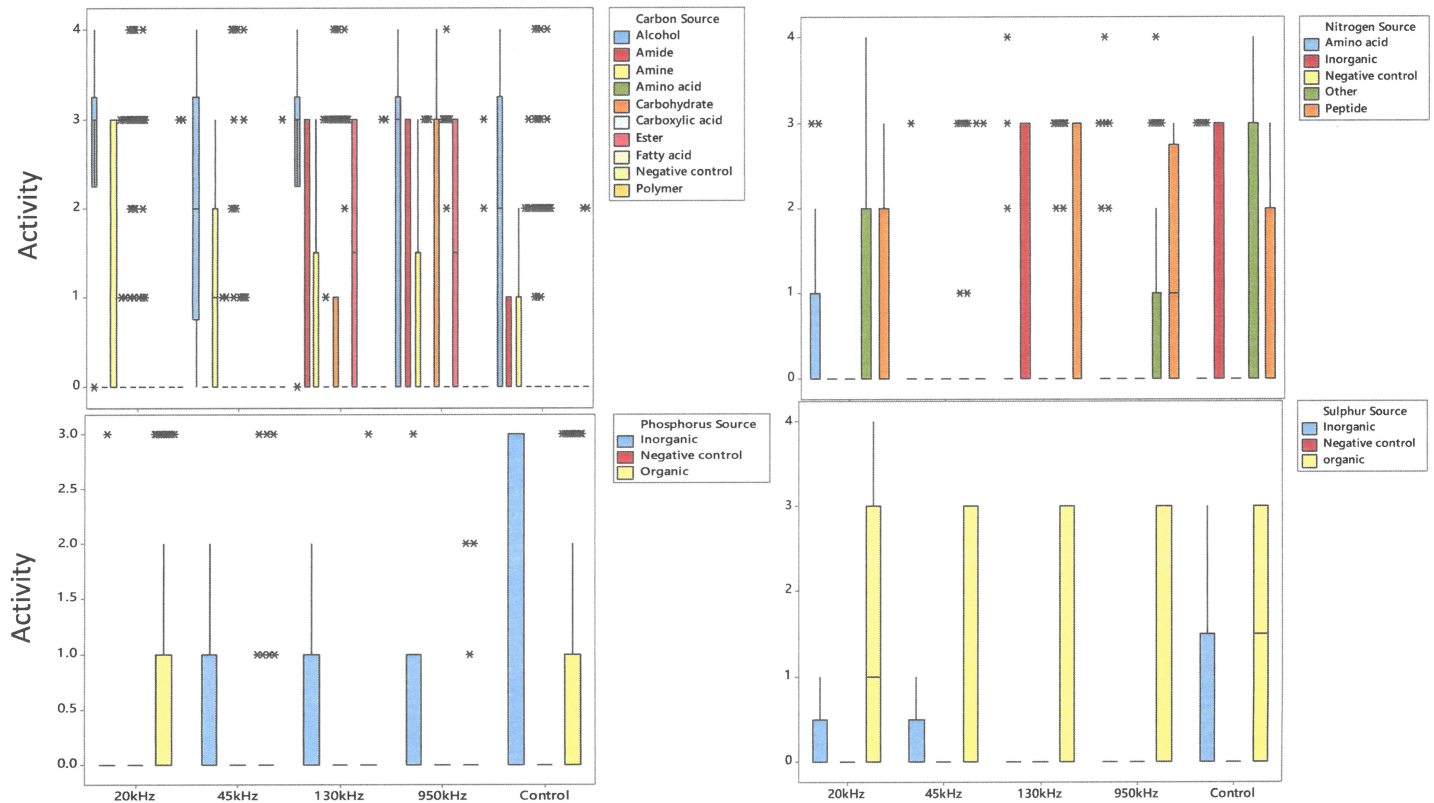 Activity
4
3
2
1
0
Carbon Source
Alcohol
Amide
Amine
Amino acid
Carbohydrate
Carboxylic acid
Ester
Fatty acid
Negative control
Polymer
4
3
2
1
0
Nitrogen Source
Amino acid
Inorganic
Negative control
Other
Peptide
Activity
3.0
2.5
2.0
1.5
1.0
0.5
0.0
20kHz 45kHz 130kHz 950kHz Control
Phosphorus Source
Inorganic
Negative control
Organic
4
3
2
1
0
20kHz 45kHz 130kHz 950kHz Control
Sulphur Source
Inorganic
Negative control
organic